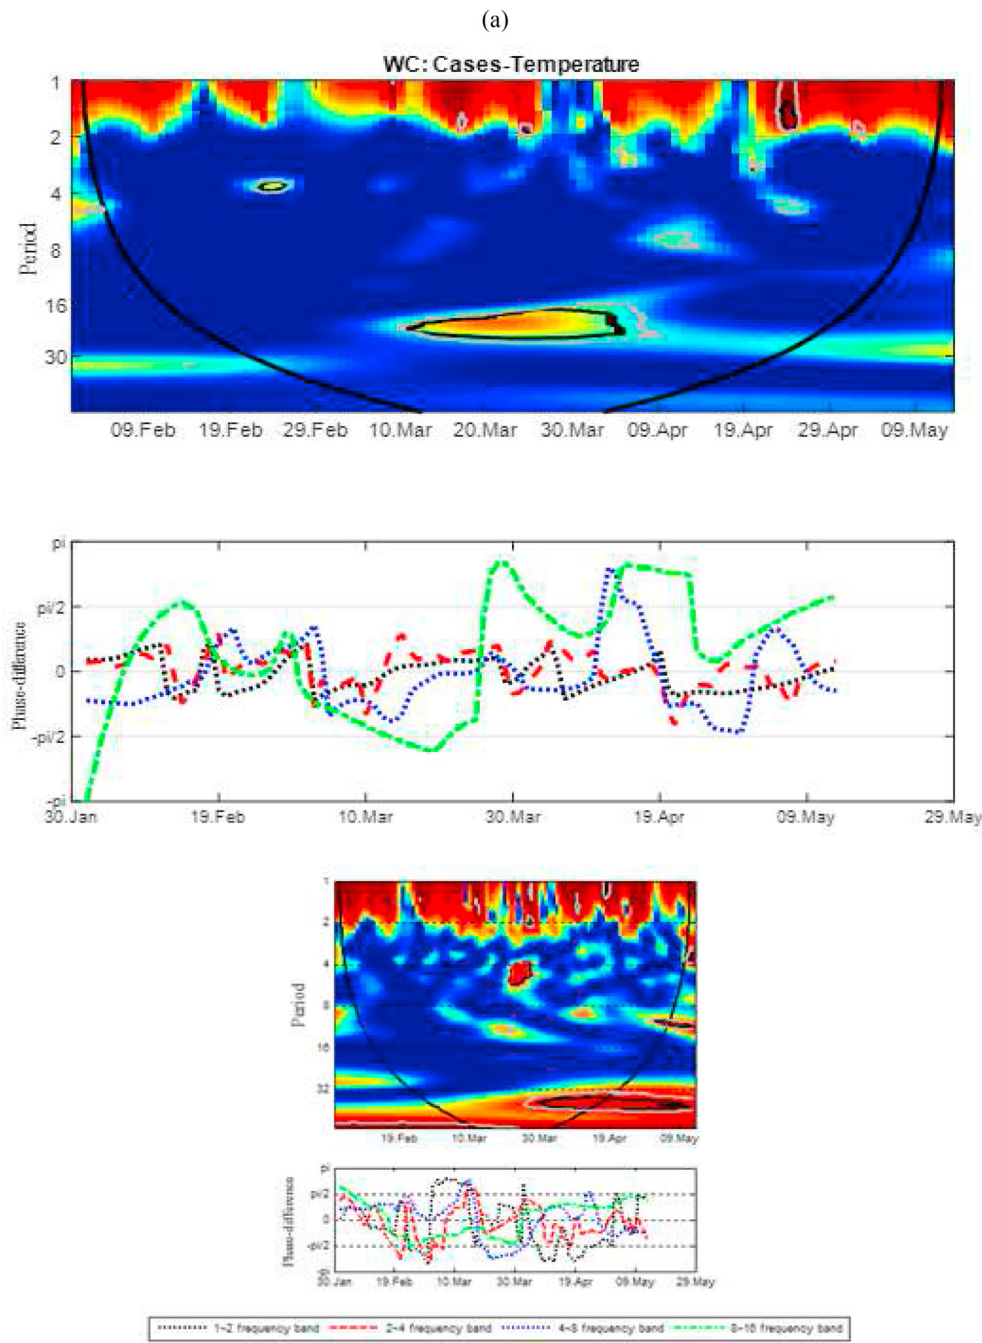 (a)
WC: Cases-Temperature
1
2
4
8
16
30
Period
09.Feb 19.Feb 29.Feb 10.Mar 20.Mar 30.Mar 09.Apr 19.Apr 29.Apr 09.May
pi
pi/2
0
-pi/2
-pi
Phase-difference
30.Jan 19.Feb 10.Mar 30.Mar 19.Apr 09.May 29.May
1
2
4
8
16
32
Period
19.Feb 10.Mar 30.Mar 19.Apr 09.May
pi
pi/2
0
-pi/2
-pi
Phase-difference
30.Jan 19.Feb 10.Mar 30.Mar 19.Apr 09.May 29.May
1~2 frequency band 2~4 frequency band 4~8 frequency band 8~16 frequency band